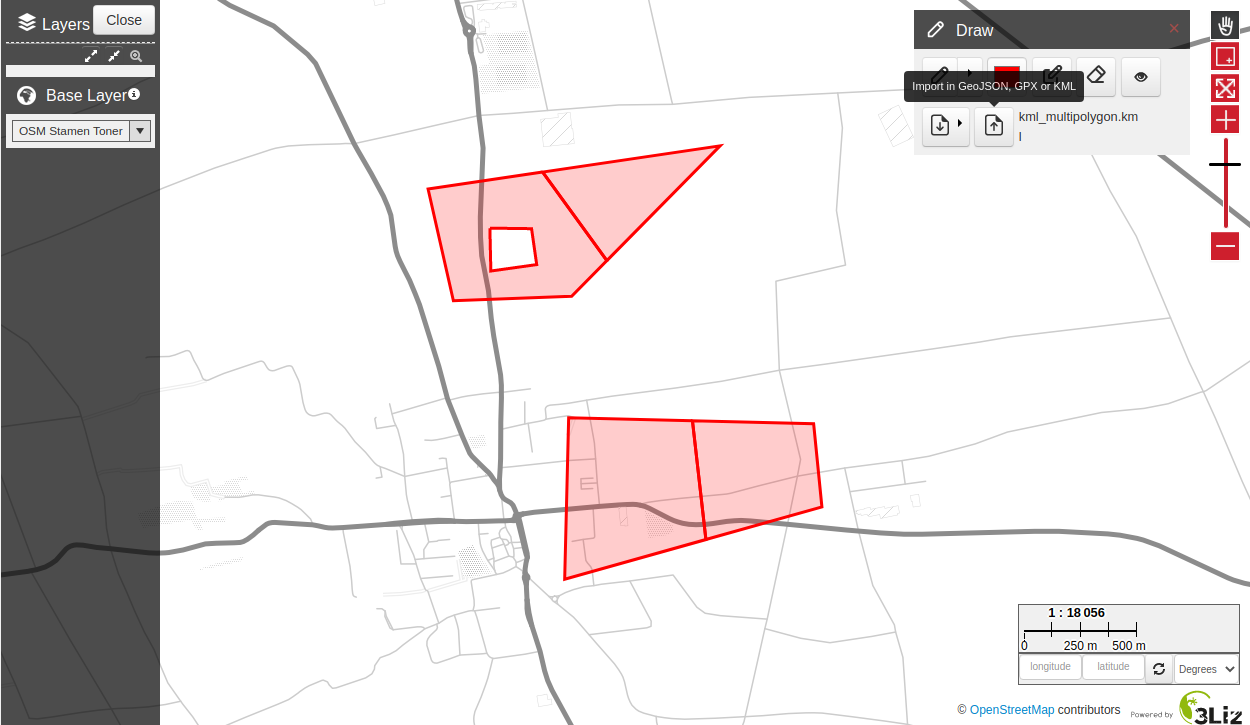 Layers
Close
Base Layer
OSM Stamen Toner
Draw
Import in GeoJSON, GPX or KML
kml_multipolygon.km
l
1 : 18 056
0 250 m 500 m
longitude latitude Degrees
© OpenStreetMap contributors Powered by 3Liz